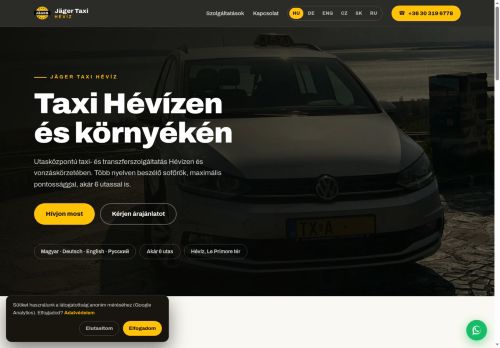 Jäger Taxi
HÉVÍZ
Szolgáltatások Kapcsolat HU DE ENG CZ SK RU ☎ +36 30 319 6778
JÄGER TAXI HÉVÍZ
Taxi Hévízen
és környékén
Utasközpontú taxi- és transzferszolgáltatás Hévízen és
vonzáskörzetében. Több nyelven beszélő sofőrök, maximális
pontossággal, akár 6 utassal is.
Hívjon most Kérjen árajánlatot
Magyar · Deutsch · English · Русский Akár 6 utas Hévíz, Le Primore tér
Sütiket használunk a látogatottság anonim méréséhez (Google
Analytics). Elfogadod? Adatvédelem
Elutasítom Elfogadom